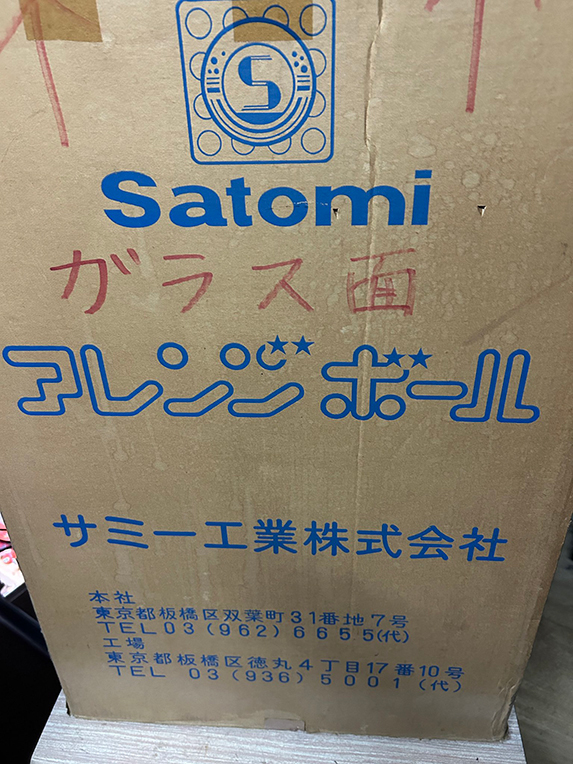 S
Satomi
ガラス面
アレンジボール
サミー工業株式会社
本社
東京都板橋区双葉町31番地7号
TEL03(962)6655(代)
工場
東京都板橋区徳丸4丁目17番10号
TEL 03(936)5001(代)